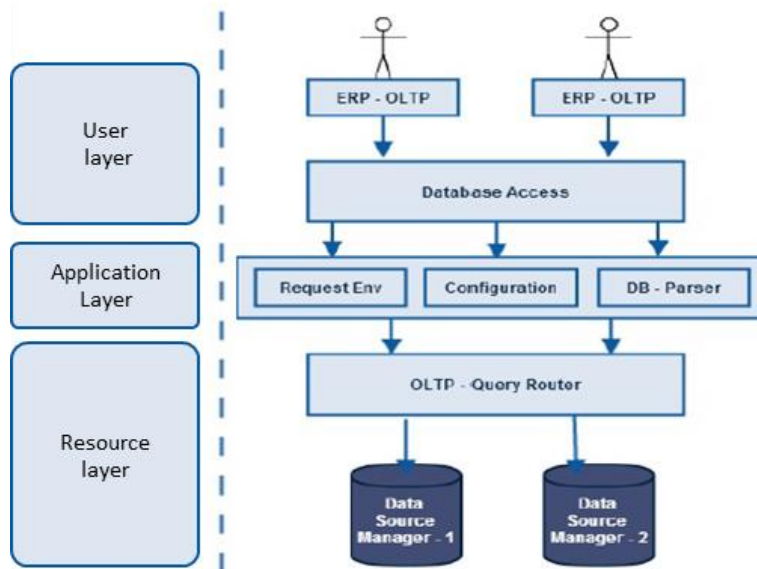 User
layer
Application
Layer
Resource
layer
ERP - OLTP
ERP - OLTP
Database Access
Request Env
Configuration
DB - Parser
OLTP - Query Router
Data
Source
Manager - 1
Data
Source
Manager - 2